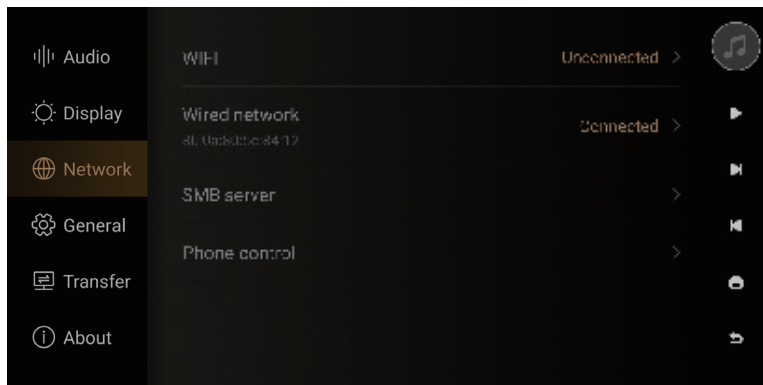 Audio
Display
Network
General
Transfer
About
WIFI
Unconnected
Wired network
Connected
SMB server
Phone control